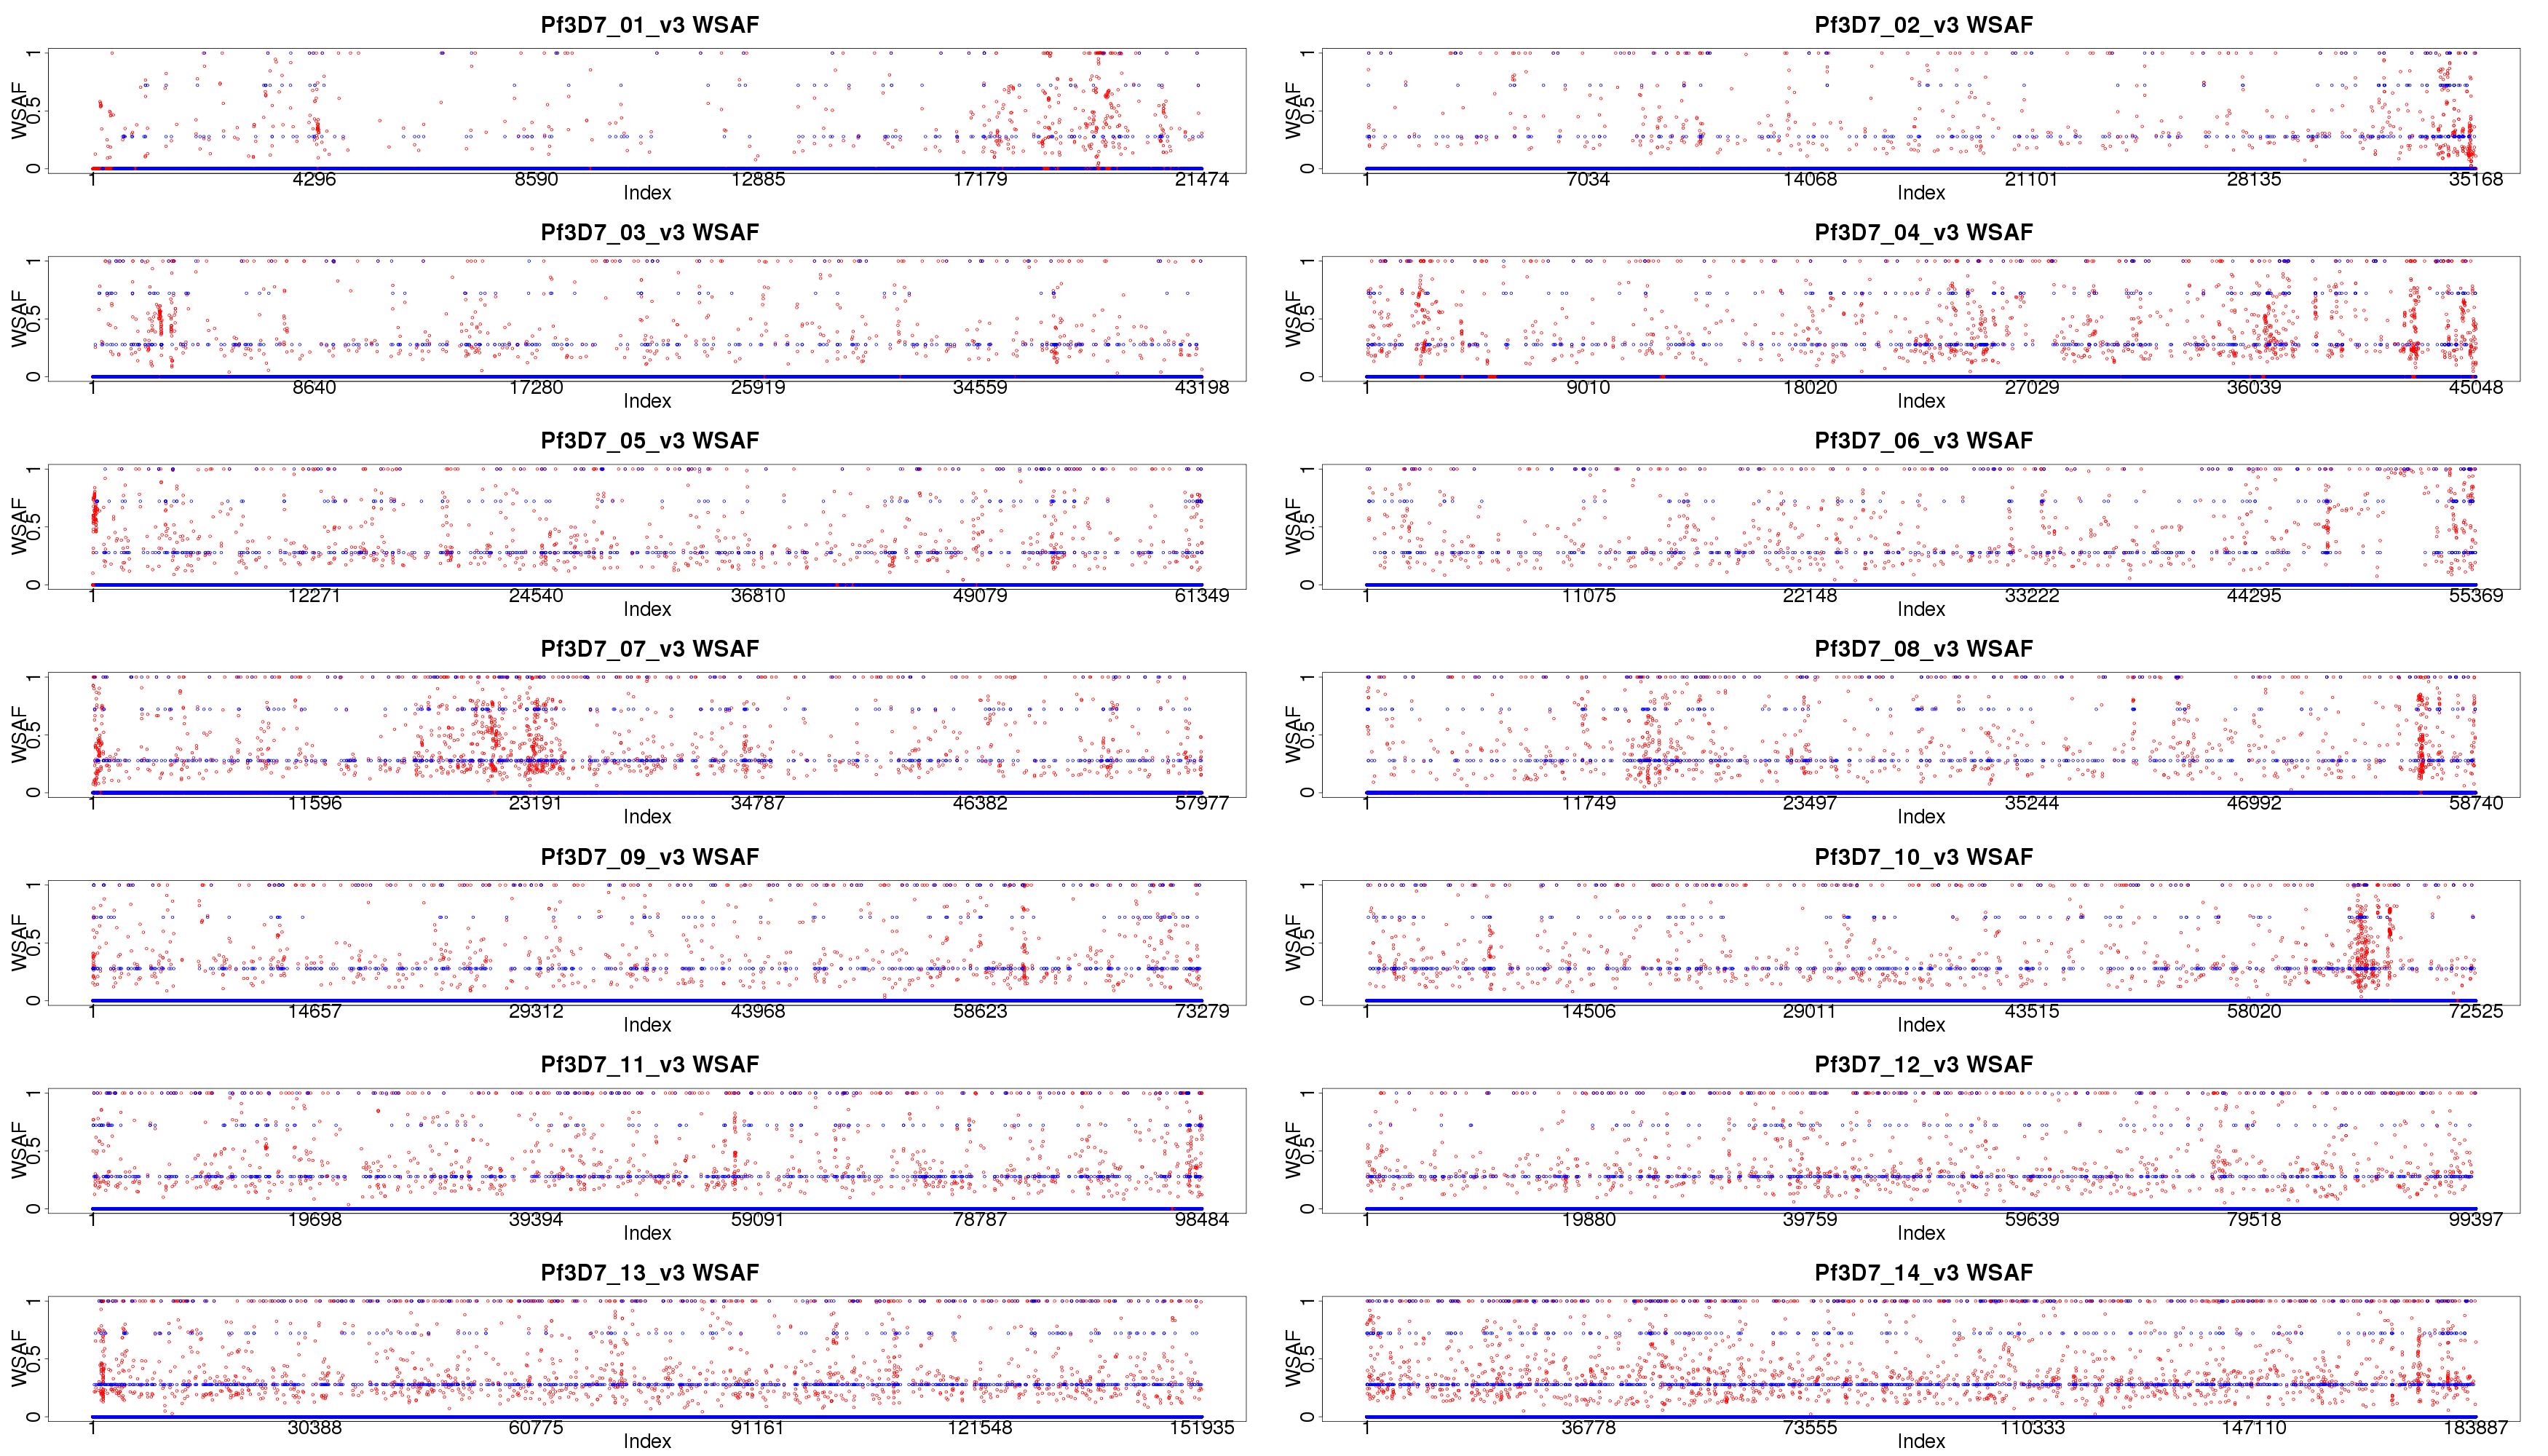 Pf3D7_01_v3 WSAF
WSAF
0 0.5 1
1 4296 8590 12885 17179 21474
Index
Pf3D7_02_v3 WSAF
WSAF
0 0.5 1
1 7034 14068 21101 28135 35168
Index
Pf3D7_03_v3 WSAF
WSAF
0 0.5 1
1 8640 17280 25919 34559 43198
Index
Pf3D7_04_v3 WSAF
WSAF
0 0.5 1
1 9010 18020 27029 36039 45048
Index
Pf3D7_05_v3 WSAF
WSAF
0 0.5 1
1 12271 24540 36810 49079 61349
Index
Pf3D7_06_v3 WSAF
WSAF
0 0.5 1
1 11075 22148 33222 44295 55369
Index
Pf3D7_07_v3 WSAF
WSAF
0 0.5 1
1 11596 23191 34787 46382 57977
Index
Pf3D7_08_v3 WSAF
WSAF
0 0.5 1
1 11749 23497 35244 46992 58740
Index
Pf3D7_09_v3 WSAF
WSAF
0 0.5 1
1 14657 29312 43968 58623 73279
Index
Pf3D7_10_v3 WSAF
WSAF
0 0.5 1
1 14506 29011 43515 58020 72525
Index
Pf3D7_11_v3 WSAF
WSAF
0 0.5 1
1 19698 39394 59091 78787 98484
Index
Pf3D7_12_v3 WSAF
WSAF
0 0.5 1
1 19880 39759 59639 79518 99397
Index
Pf3D7_13_v3 WSAF
WSAF
0 0.5 1
1 30388 60775 91161 121548 151935
Index
Pf3D7_14_v3 WSAF
WSAF
0 0.5 1
1 36778 73555 110333 147110 183887
Index